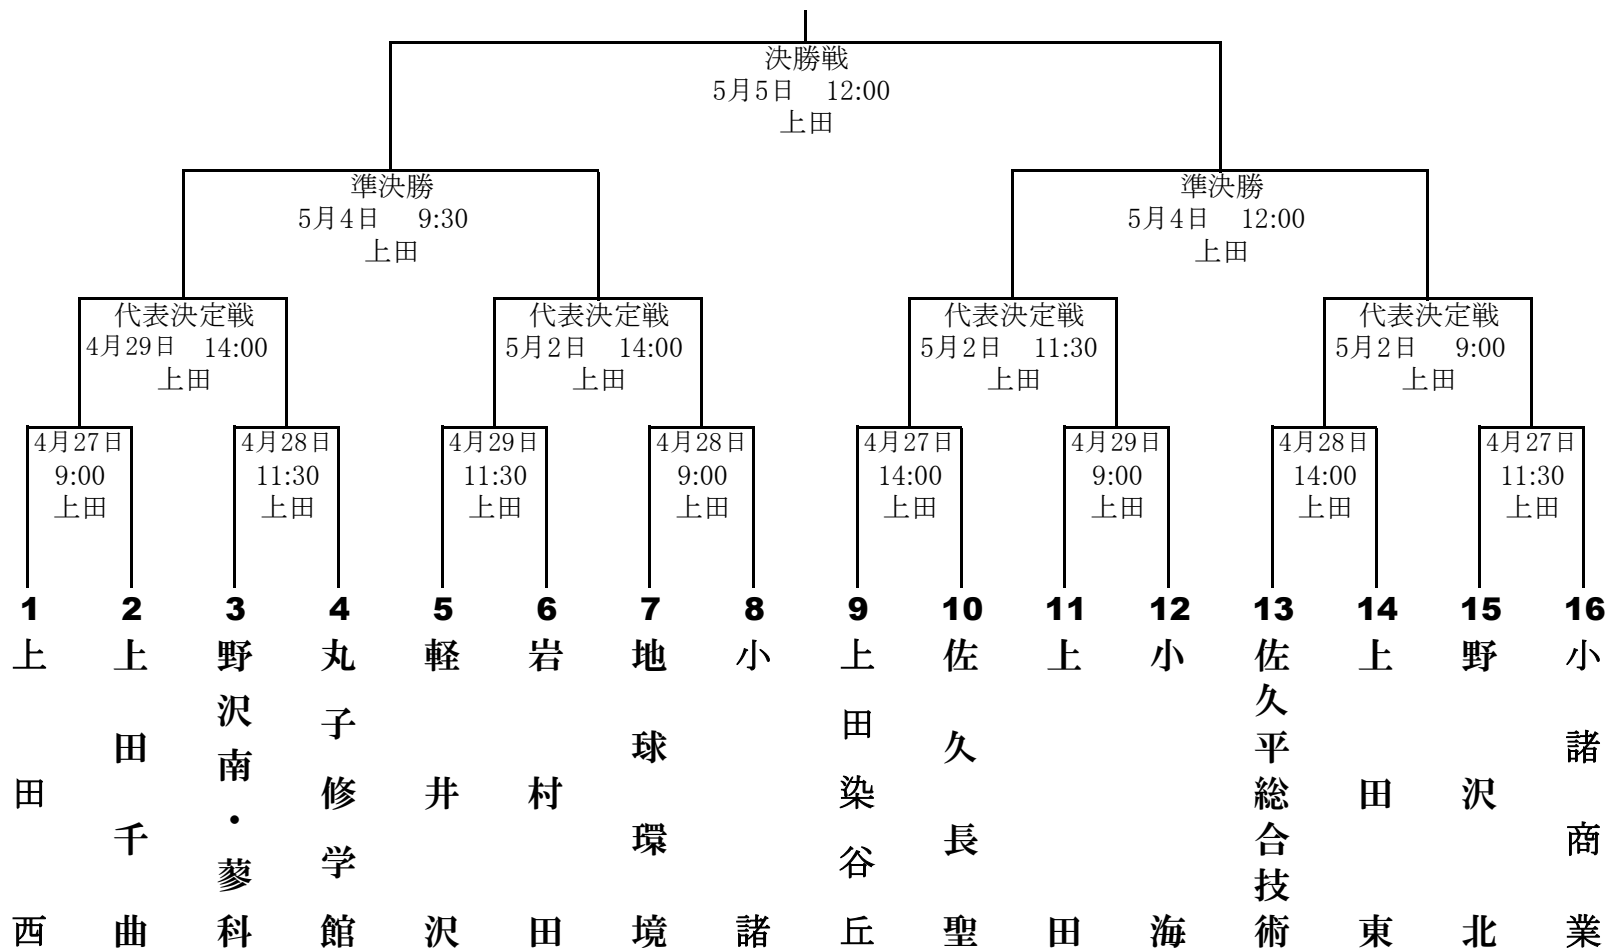 決勝戦
5月5日　12:00
上田
準決勝
5月4日　9:30
上田
準決勝
5月4日　12:00
上田
代表決定戦
4月29日　14:00
上田
代表決定戦
5月2日　14:00
上田
代表決定戦
5月2日　11:30
上田
代表決定戦
5月2日　9:00
上田
4月27日
9:00
上田
4月28日
11:30
上田
4月29日
11:30
上田
4月28日
9:00
上田
4月27日
14:00
上田
4月29日
9:00
上田
4月28日
14:00
上田
4月27日
11:30
上田
1
上田西
2
上田千曲
3
野沢南・蓼科
4
丸子修学館
5
軽井沢
6
岩村田
7
地球環境
8
小諸
9
上田染谷丘
10
佐久長聖
11
上田
12
小海
13
佐久平総合技術
14
上田東
15
野沢北
16
小諸商業